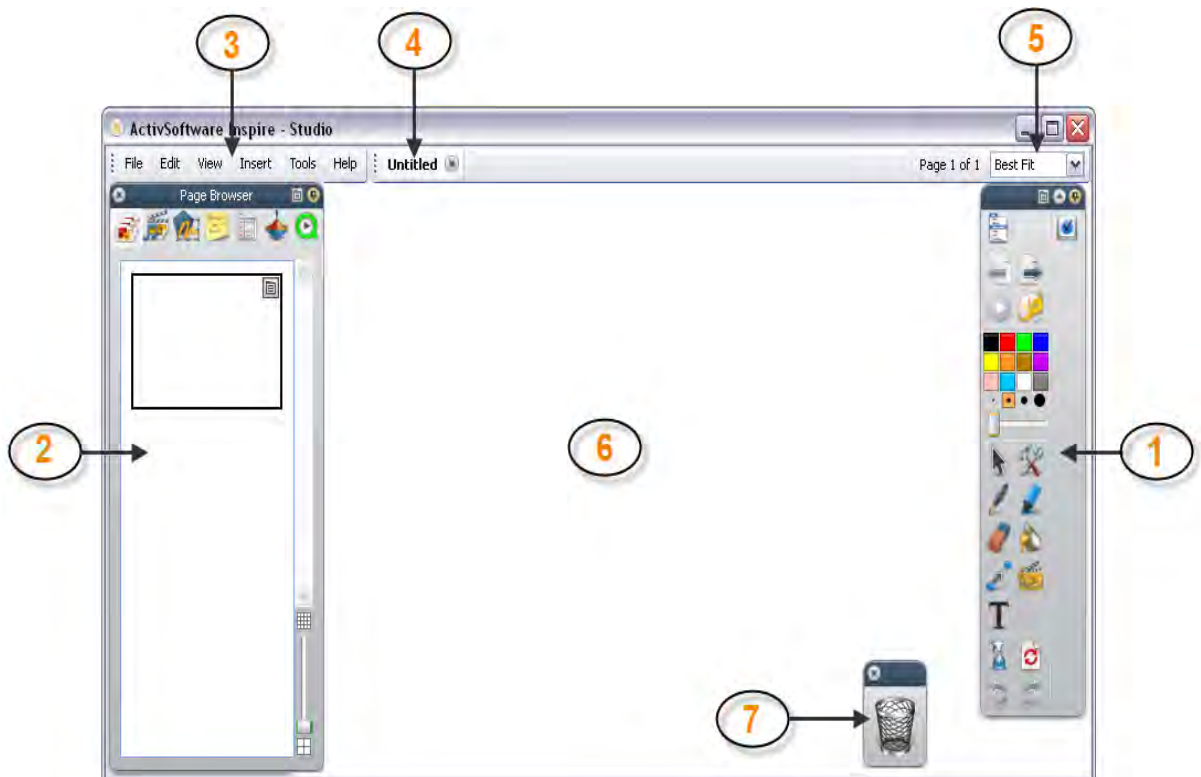 3 4 5
ActivSoftware Inspire - Studio
File Edit View Insert Tools Help Untitled Page 1 of 1 Best Fit
Page Browser
2 6 1
T
7